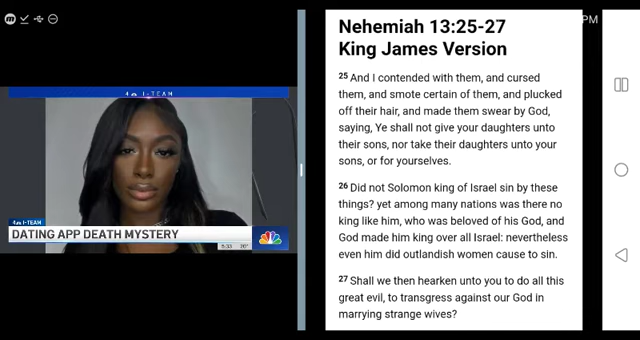 PM
4 I-TEAM
4 I-TEAM
DATING APP DEATH MYSTERY
5:33 20°
Nehemiah 13:25-27
King James Version
25 And I contended with them, and cursed
them, and smote certain of them, and plucked
off their hair, and made them swear by God,
saying, Ye shall not give your daughters unto
their sons, nor take their daughters unto your
sons, or for yourselves.
26 Did not Solomon king of Israel sin by these
things? yet among many nations was there no
king like him, who was beloved of his God, and
God made him king over all Israel: nevertheless
even him did outlandish women cause to sin.
27 Shall we then hearken unto you to do all this
great evil, to transgress against our God in
marrying strange wives?